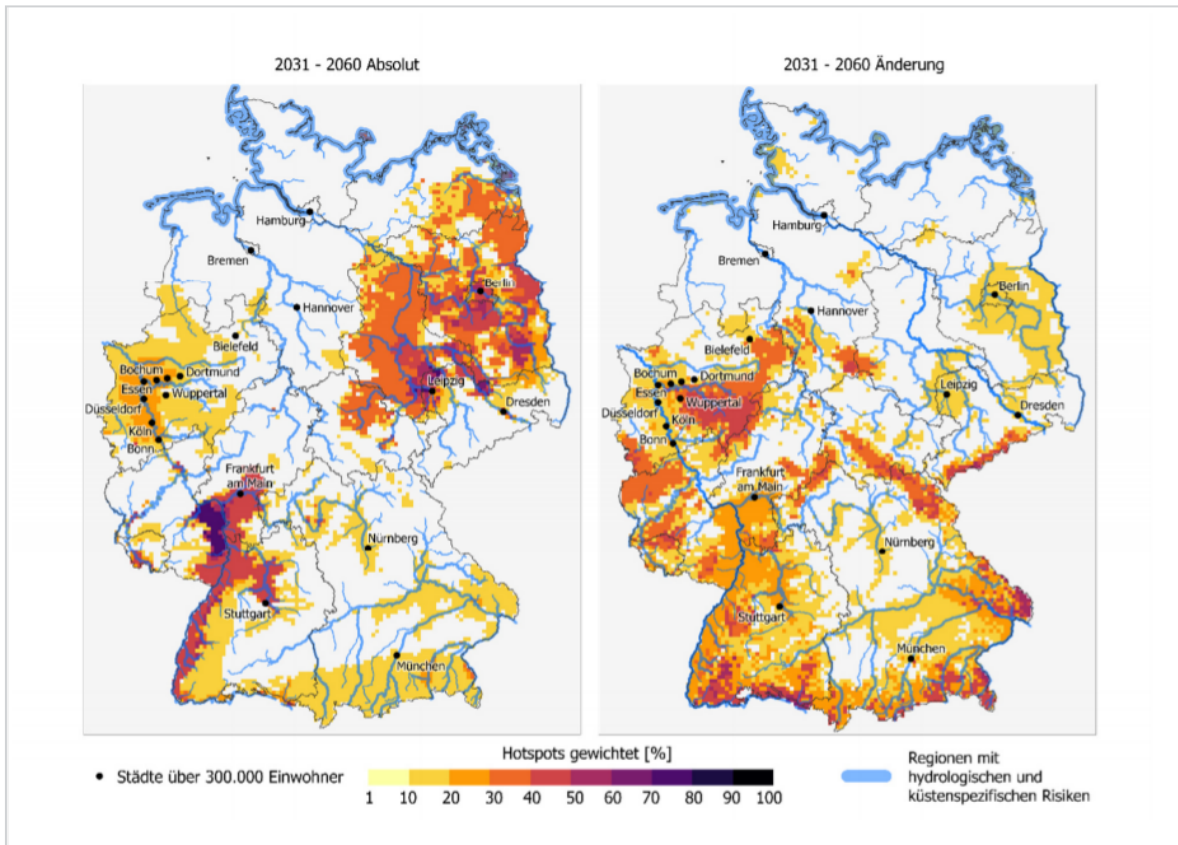 2031 - 2060 Absolut
2031 - 2060 Änderung
Hamburg
Bremen
Berlin
Hannover
Bielefeld
Bochum
Dortmund
Essen
Leipzig
Wuppertal
Düsseldorf
Dresden
Köln
Bonn
Frankfurt
am Main
Nürnberg
Stuttgart
München
Hamburg
Bremen
Berlin
Hannover
Bielefeld
Bochum
Dortmund
Essen
Leipzig
Wuppertal
Düsseldorf
Dresden
Köln
Bonn
Frankfurt
am Main
Nürnberg
Stuttgart
München
Städte über 300.000 Einwohner
Hotspots gewichtet [%]
1 10 20 30 40 50 60 70 80 90 100
Regionen mit
hydrologischen und
küstenspezifischen Risiken